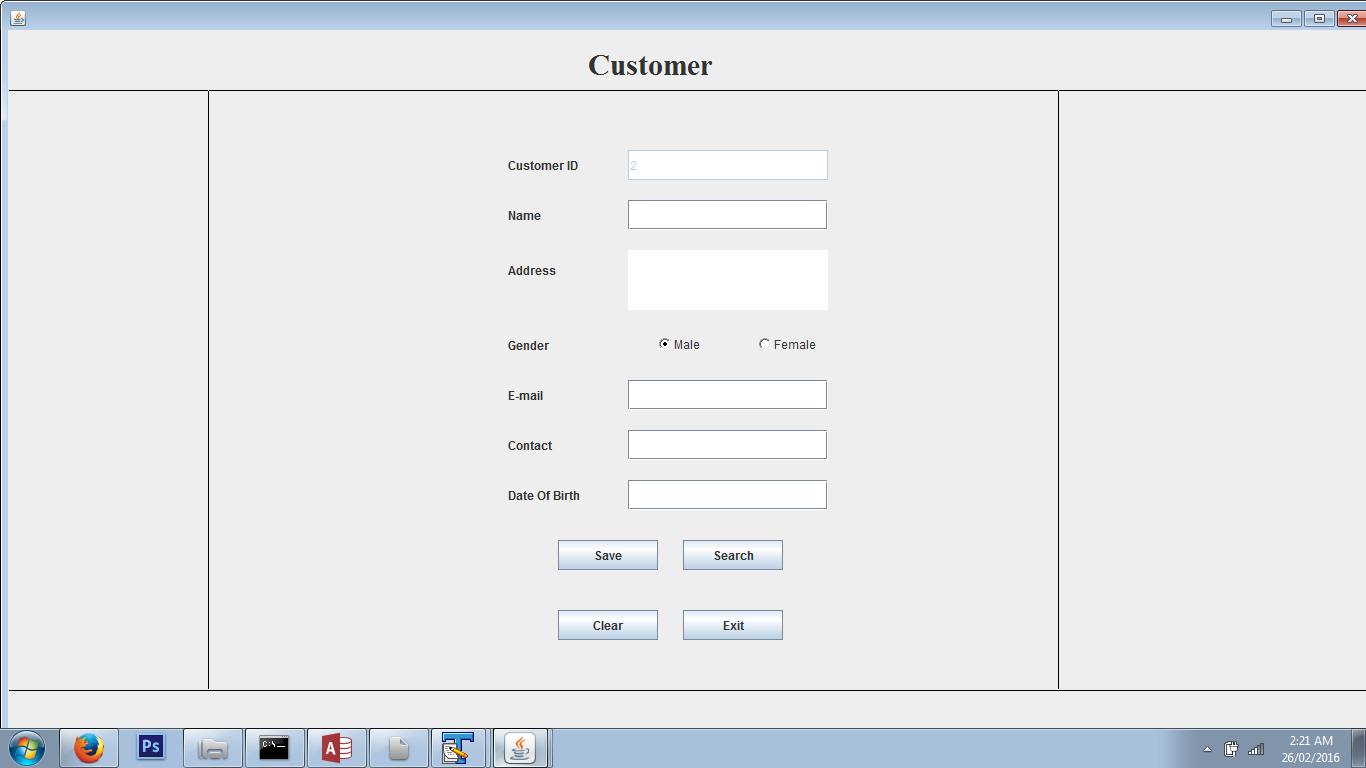 Customer
Customer ID 2
Name
Address
Gender Male Female
E-mail
Contact
Date Of Birth
Save Search
Clear Exit
Ps C:\ A
2:21 AM
26/02/2016